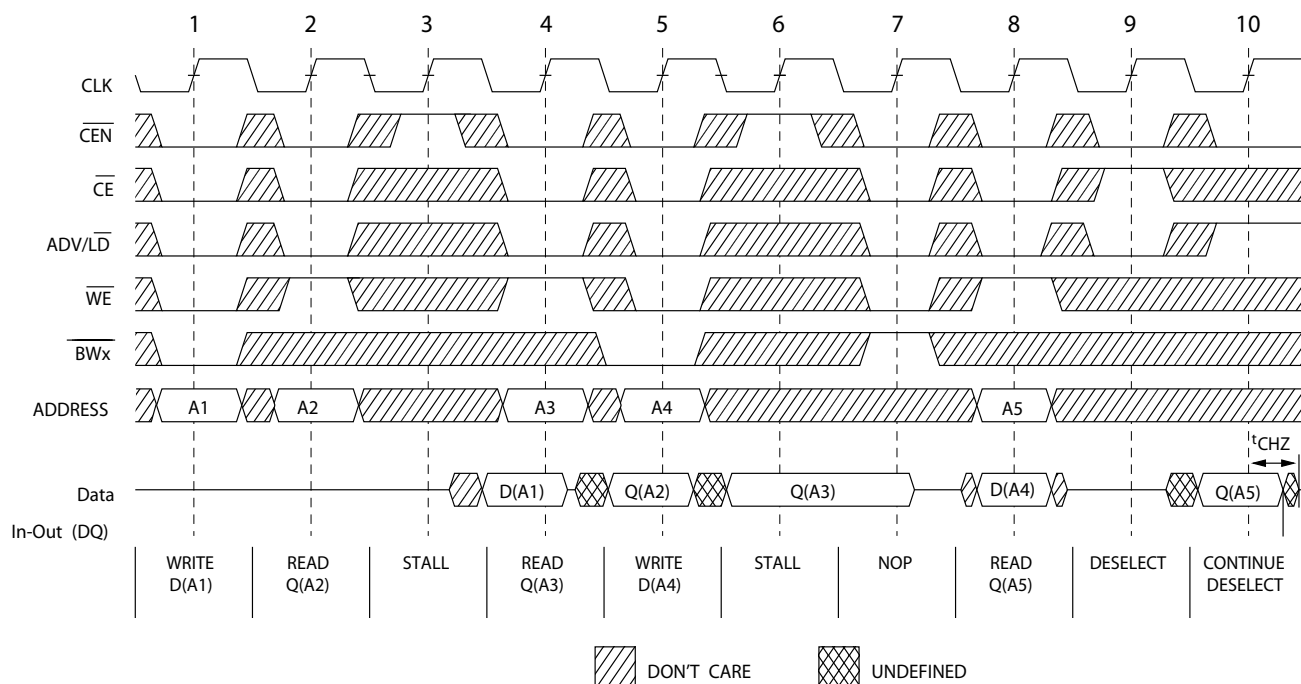 1 2 3 4 5 6 7 8 9 10
CLK
CEN
CE
ADV/LD
WE
BWx
ADDRESS A1 A2 A3 A4 A5
tCHZ
Data D(A1) Q(A2) Q(A3) D(A4) Q(A5)
In-Out (DQ)
WRITE READ STALL READ WRITE STALL NOP READ DESELECT CONTINUE
D(A1) Q(A2) Q(A3) D(A4) Q(A5) DESELECT
DON'T CARE UNDEFINED